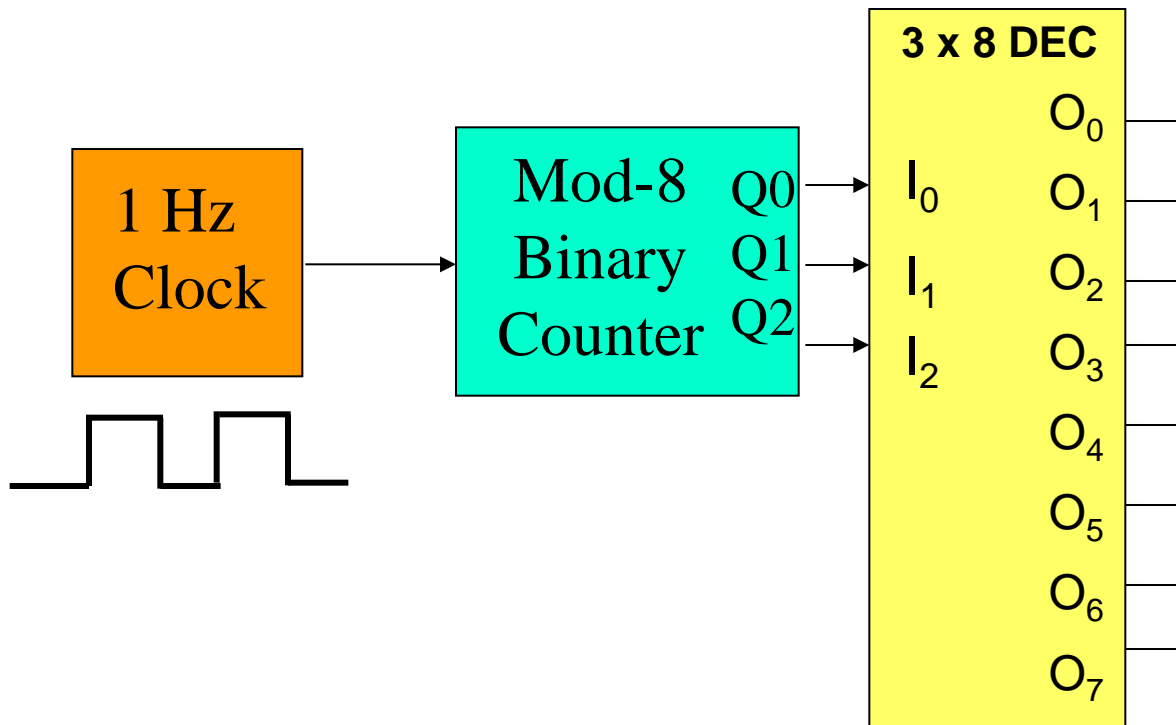 1 Hz
Clock
Mod-8
Binary
Counter
Q0
Q1
Q2
3 x 8 DEC
I0
I1
I2
O0
O1
O2
O3
O4
O5
O6
O7